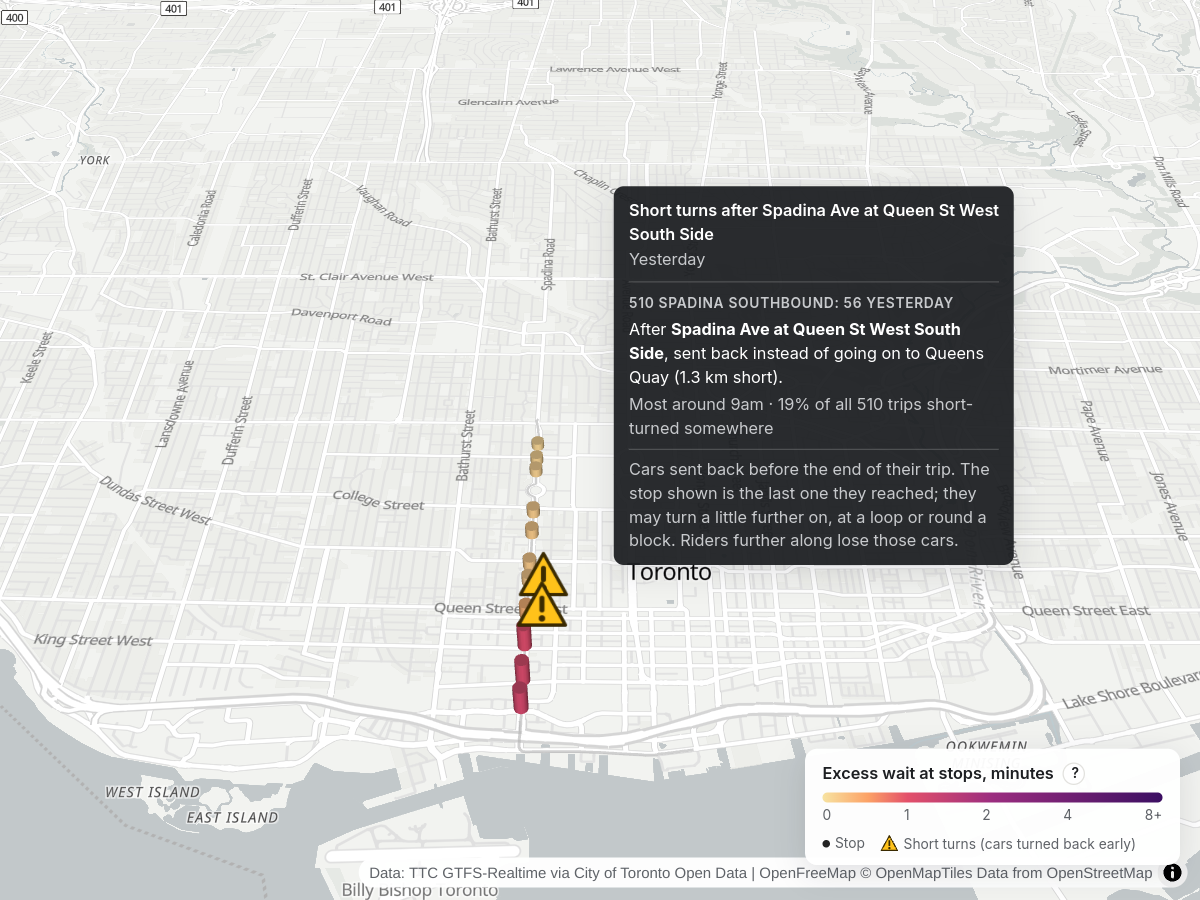 401
401
401
400
Lawrence Avenue West
Yonge Street
Glencairn Avenue
Leslie Street
YORK
Don Mills Road
Chaplin
Caledonia Road
Dufferin Street
Vaughan Road
Bathurst Street
Spadina Road
St. Clair Avenue West
Davenport Road
Keele Street
Lansdowne Avenue
Dufferin Street
Bathurst Street
Dundas Street West
College Street
Mortimer Avenue
Pape Avenue
Jones Avenue
Short turns after Spadina Ave at Queen St West
South Side
Yesterday
510 SPADINA SOUTHBOUND: 56 YESTERDAY
After Spadina Ave at Queen St West South
Side, sent back instead of going on to Queens
Quay (1.3 km short).
Most around 9am · 19% of all 510 trips short-
turned somewhere
Cars sent back before the end of their trip. The
stop shown is the last one they reached; they
may turn a little further on, at a loop or round a
block. Riders further along lose those cars.
Toronto
River
Queen Street East
King Street West
Lake Shore Boulevar
OOKWEMIN
MINISING
WEST ISLAND
EAST ISLAND
Billy Bishop Toronto
Excess wait at stops, minutes ?
0 1 2 4 8+
Stop Short turns (cars turned back early)
Data: TTC GTFS-Realtime via City of Toronto Open Data | OpenFreeMap © OpenMapTiles Data from OpenStreetMap